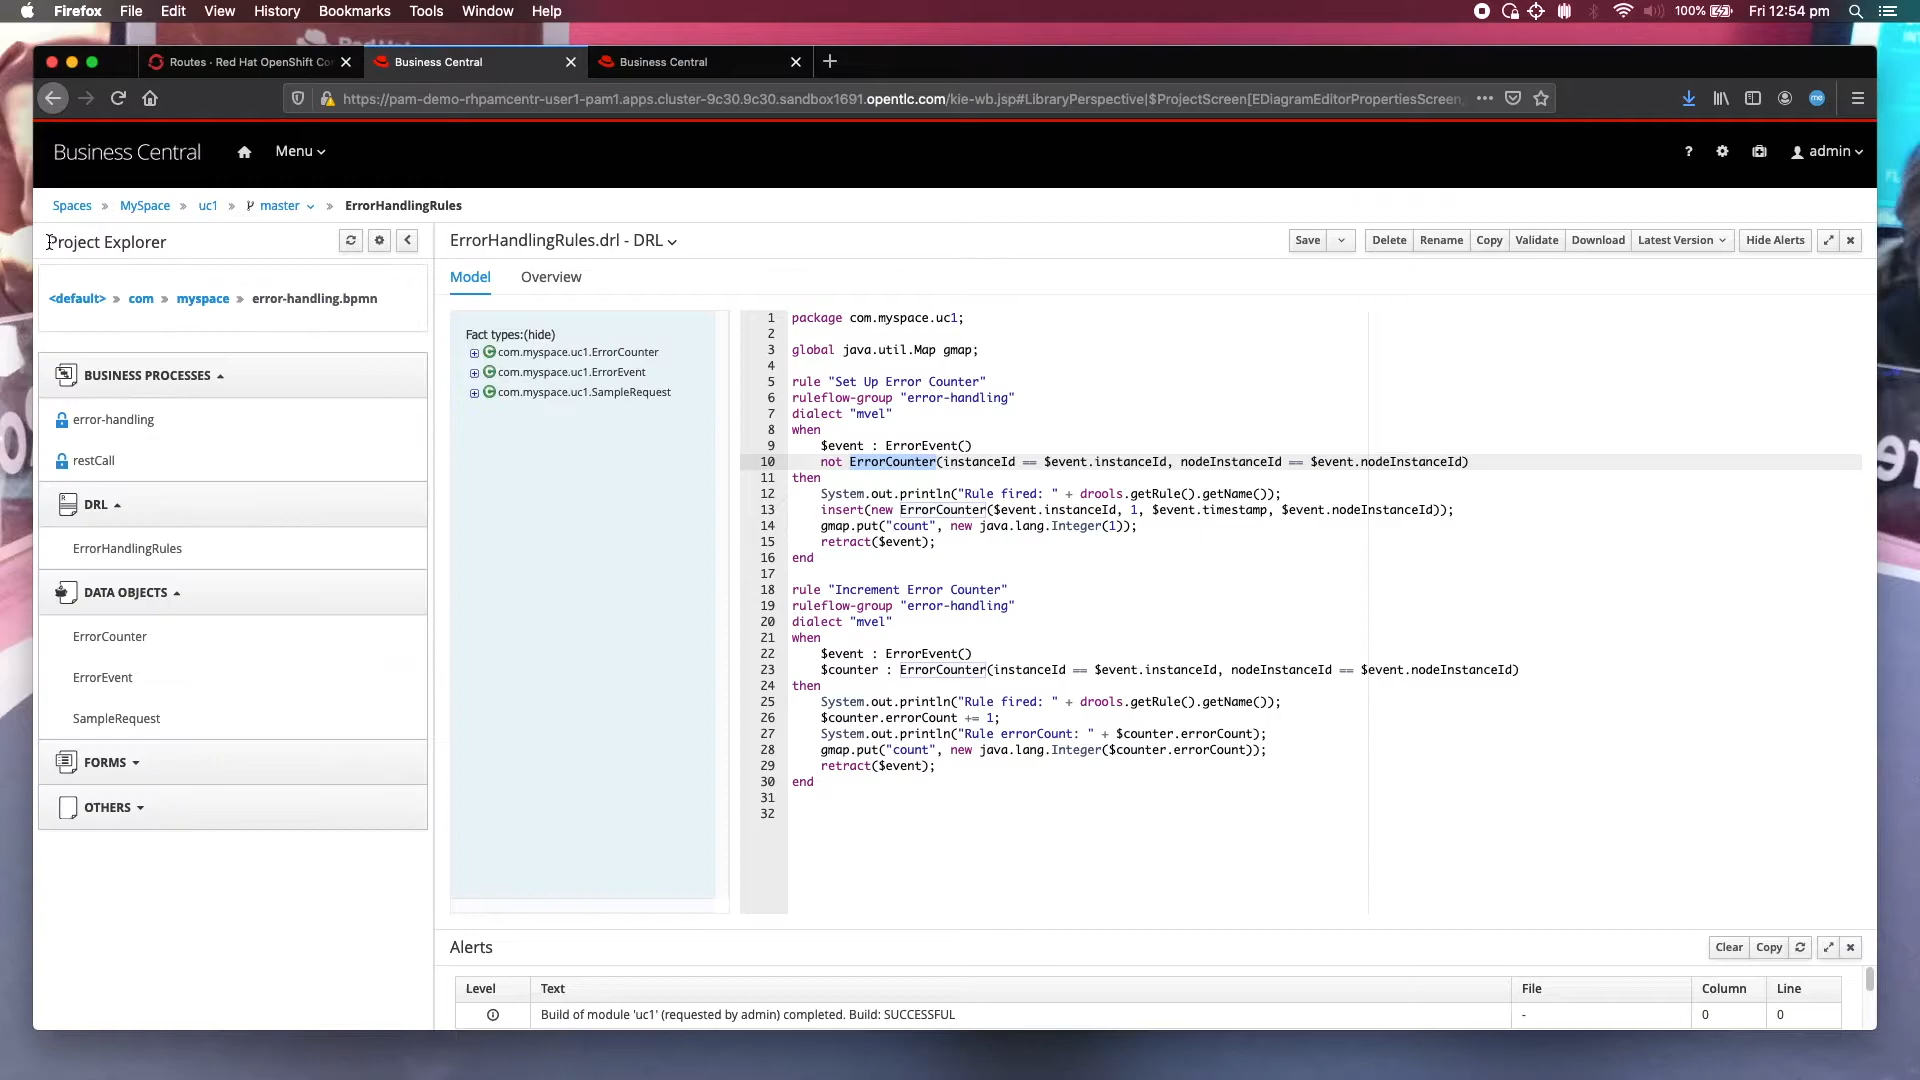 Firefox File Edit View History Bookmarks Tools Window Help 100% Fri 12:54 pm
Routes · Red Hat OpenShift Co Business Central Business Central
https://pam-demo-rhpamcentr-user1-pam1.apps.cluster-9c30.9c30.sandbox1691.opentlc.com/kie-wb.jsp#LibraryPerspective|$ProjectScreen[EDiagramEditorPropertiesScreen,
Business Central Menu ? admin
Spaces » MySpace » uc1 » master » ErrorHandlingRules
Project Explorer
ErrorHandlingRules.drl - DRL
Save Delete Rename Copy Validate Download Latest Version Hide Alerts
Model Overview
<default> » com » myspace » error-handling.bpmn
BUSINESS PROCESSES
error-handling
restCall
DRL
ErrorHandlingRules
DATA OBJECTS
ErrorCounter
ErrorEvent
SampleRequest
FORMS
OTHERS
Fact types:(hide)
com.myspace.uc1.ErrorCounter
com.myspace.uc1.ErrorEvent
com.myspace.uc1.SampleRequest
1 package com.myspace.uc1;
2
3 global java.util.Map gmap;
4
5 rule "Set Up Error Counter"
6 ruleflow-group "error-handling"
7 dialect "mvel"
8 when
9 $event : ErrorEvent()
10 not ErrorCounter(instanceId == $event.instanceId, nodeInstanceId == $event.nodeInstanceId)
11 then
12 System.out.println("Rule fired: " + drools.getRule().getName());
13 insert(new ErrorCounter($event.instanceId, 1, $event.timestamp, $event.nodeInstanceId));
14 gmap.put("count", new java.lang.Integer(1));
15 retract($event);
16 end
17
18 rule "Increment Error Counter"
19 ruleflow-group "error-handling"
20 dialect "mvel"
21 when
22 $event : ErrorEvent()
23 $counter : ErrorCounter(instanceId == $event.instanceId, nodeInstanceId == $event.nodeInstanceId)
24 then
25 System.out.println("Rule fired: " + drools.getRule().getName());
26 $counter.errorCount += 1;
27 System.out.println("Rule errorCount: " + $counter.errorCount);
28 gmap.put("count", new java.lang.Integer($counter.errorCount));
29 retract($event);
30 end
31
32
Alerts
Clear Copy
Level Text File Column Line
Build of module 'uc1' (requested by admin) completed. Build: SUCCESSFUL - 0 0